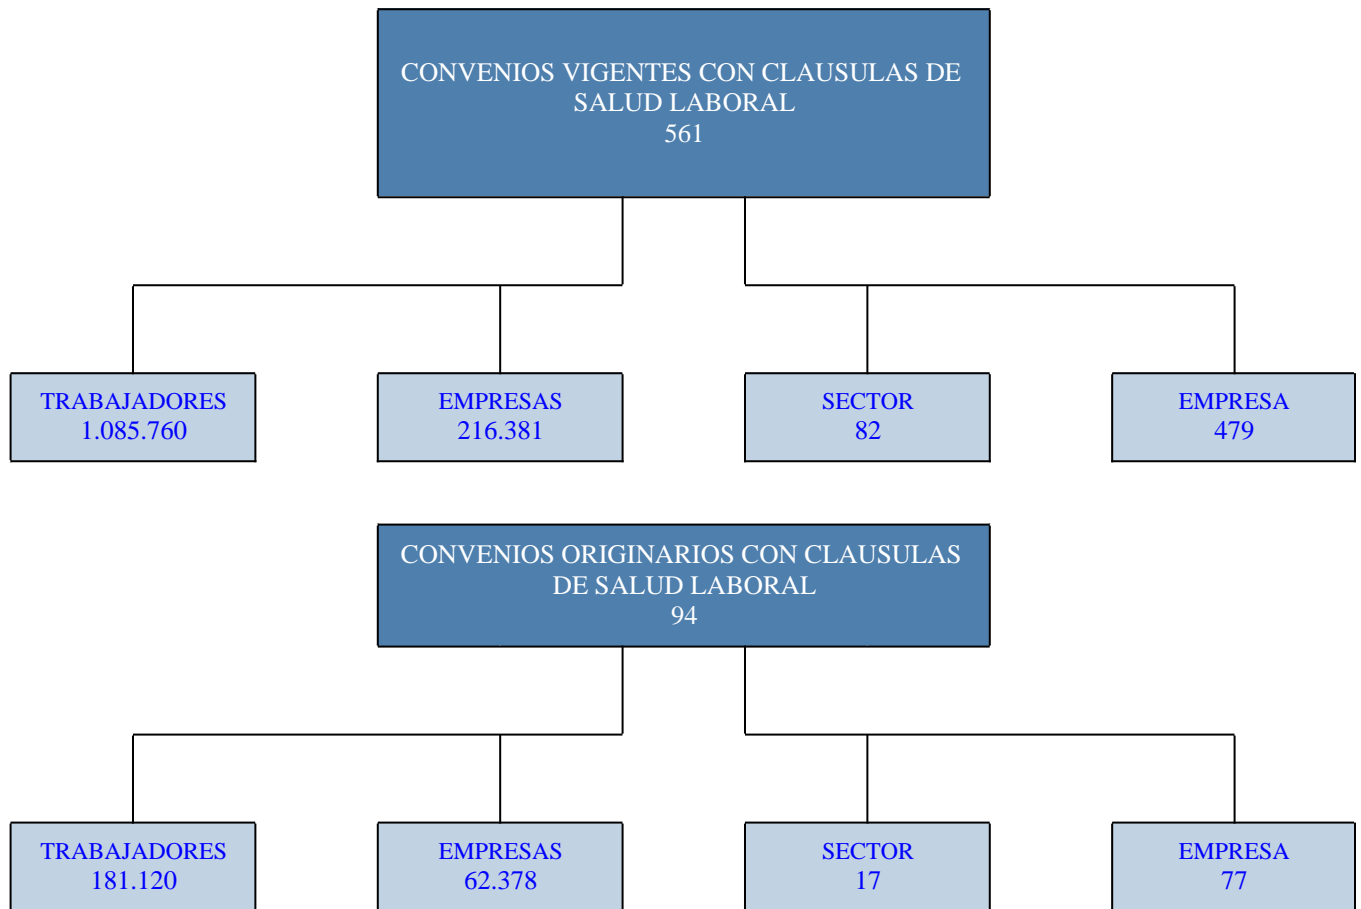 CONVENIOS VIGENTES CON CLAUSULAS DE
SALUD LABORAL
561
TRABAJADORES
1.085.760
EMPRESAS
216.381
SECTOR
82
EMPRESA
479
CONVENIOS ORIGINARIOS CON CLAUSULAS
DE SALUD LABORAL
94
TRABAJADORES
181.120
EMPRESAS
62.378
SECTOR
17
EMPRESA
77